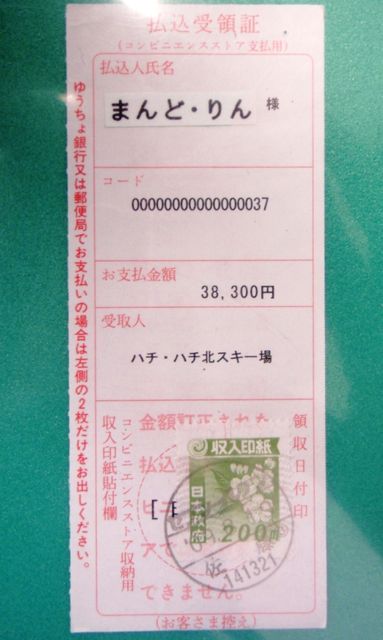 払込受領証
(コンビニエンスストア支払用)
払込人氏名
まんど・りん 様
コード
00000000000000037
お支払金額
38,300円
受取人
ハチ・ハチ北スキー場
領収日付印
金額訂正された
払込
コンビニエンスストア収納用
収入印紙貼付欄
収入印紙
日本政府
200
141321
できません。
(お客さま控え)
ゆうちょ銀行又は郵便局でお支払いの場合は左側の2枚だけをお出しください。